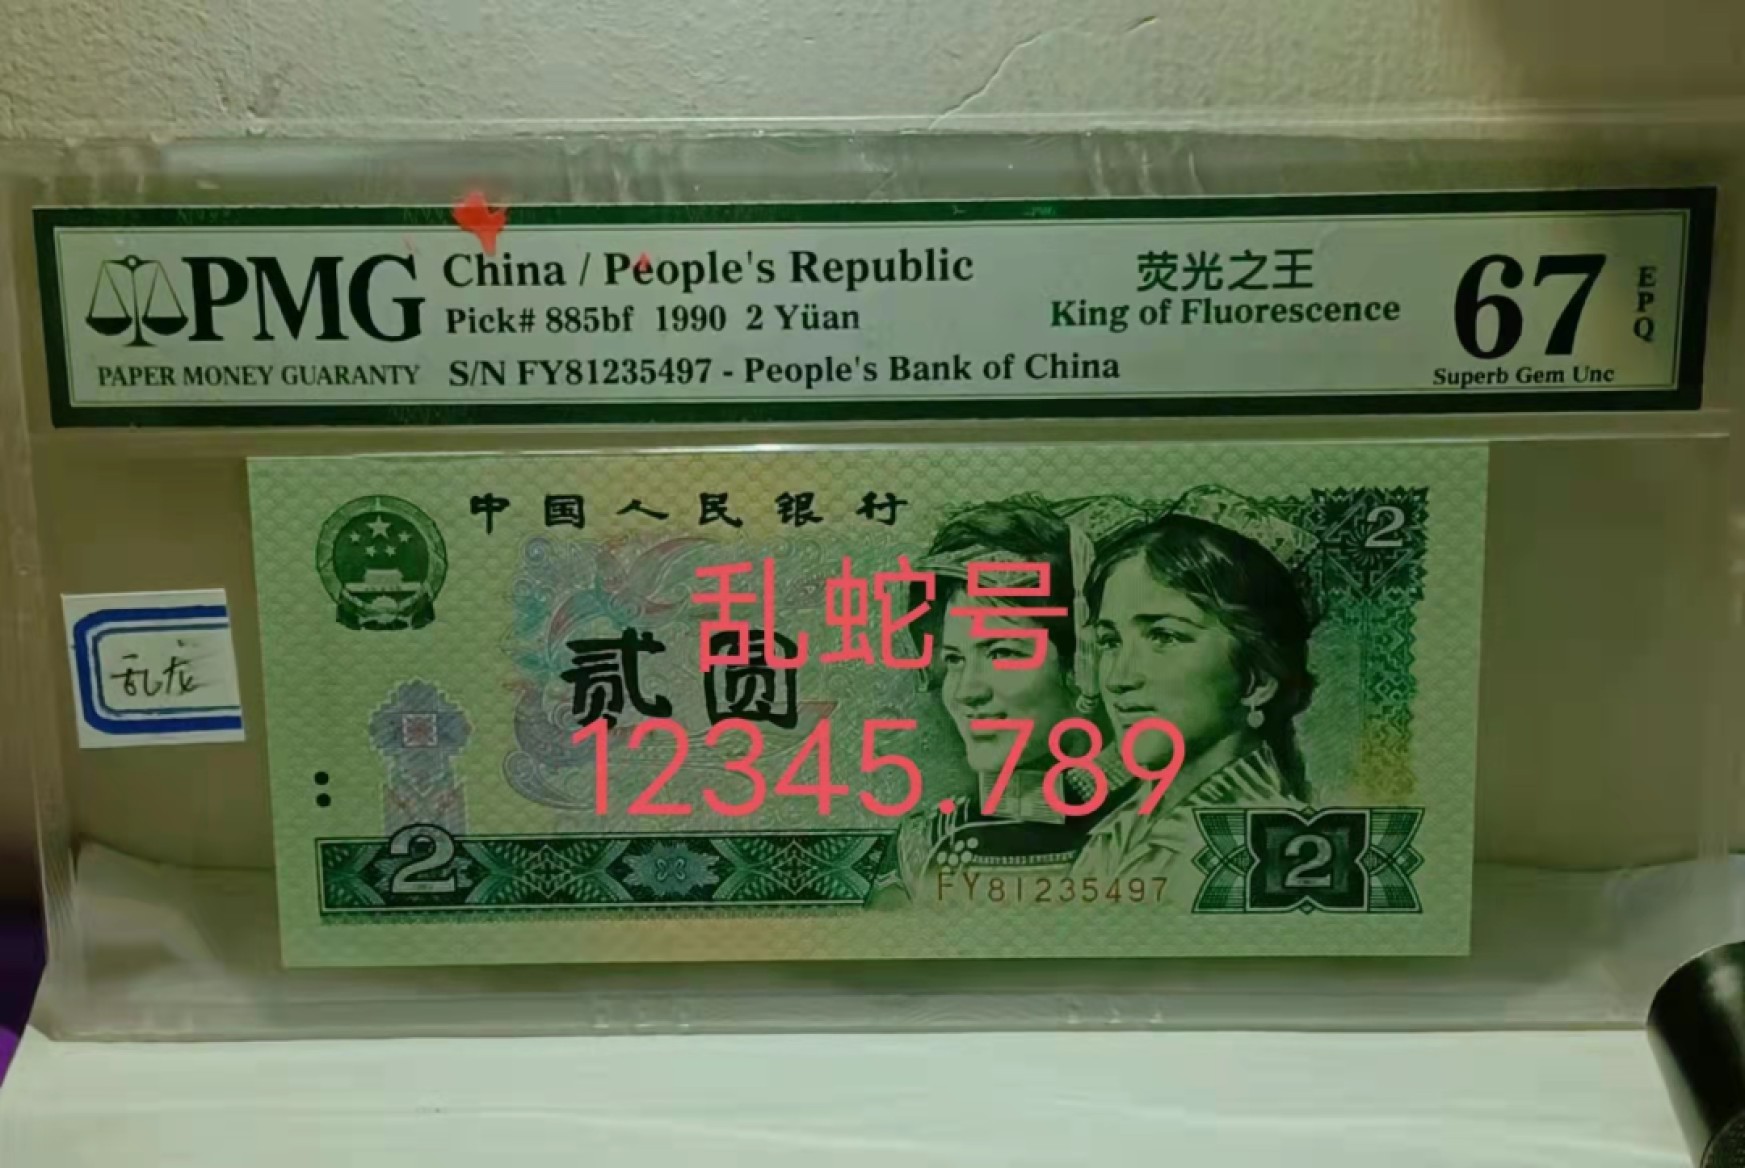 PMG
PAPER MONEY GUARANTY
China / People's Republic
Pick# 885bf 1990 2 Yüan
S/N FY81235497 - People's Bank of China
荧光之王
King of Fluorescence
67
EPQ
Superb Gem Unc
中国人民银行
2
乱蛇号
贰圆
乱龙
12345.789
2
FY81235497
2